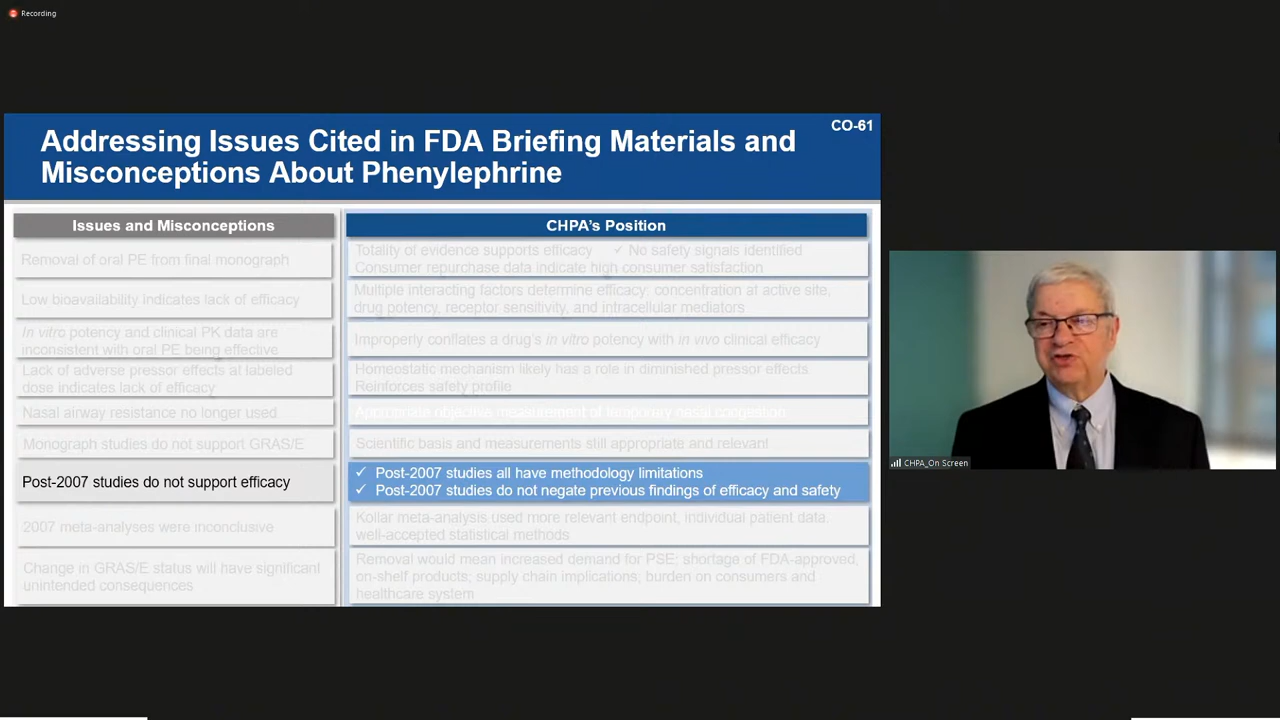 Recording
CO-61
Addressing Issues Cited in FDA Briefing Materials and
Misconceptions About Phenylephrine
Issues and Misconceptions
CHPA's Position
Removal of oral PE from final monograph
Totality of evidence supports efficacy ✓ No safety signals identified
Consumer repurchase data indicate high consumer satisfaction
Low bioavailability indicates lack of efficacy
Multiple interacting factors determine efficacy: concentration at active site,
drug potency, receptor sensitivity, and intracellular mediators
In vitro potency and clinical PK data are
inconsistent with oral PE being effective
Improperly conflates a drug's in vitro potency with in vivo clinical efficacy
Lack of adverse pressor effects at labeled
dose indicates lack of efficacy
Homeostatic mechanism likely has a role in diminished pressor effects
Reinforces safety profile
Nasal airway resistance no longer used
Appropriate objective measurement of temporary nasal congestion
Monograph studies do not support GRAS/E
Scientific basis and measurements still appropriate and relevant
Post-2007 studies do not support efficacy
✓ Post-2007 studies all have methodology limitations
✓ Post-2007 studies do not negate previous findings of efficacy and safety
2007 meta-analyses were inconclusive
Kollar meta-analysis used more relevant endpoint, individual patient data,
well-accepted statistical methods
Change in GRAS/E status will have significant
unintended consequences
Removal would mean increased demand for PSE; shortage of FDA-approved,
on-shelf products; supply chain implications, burden on consumers and
healthcare system
CHPA_On Screen